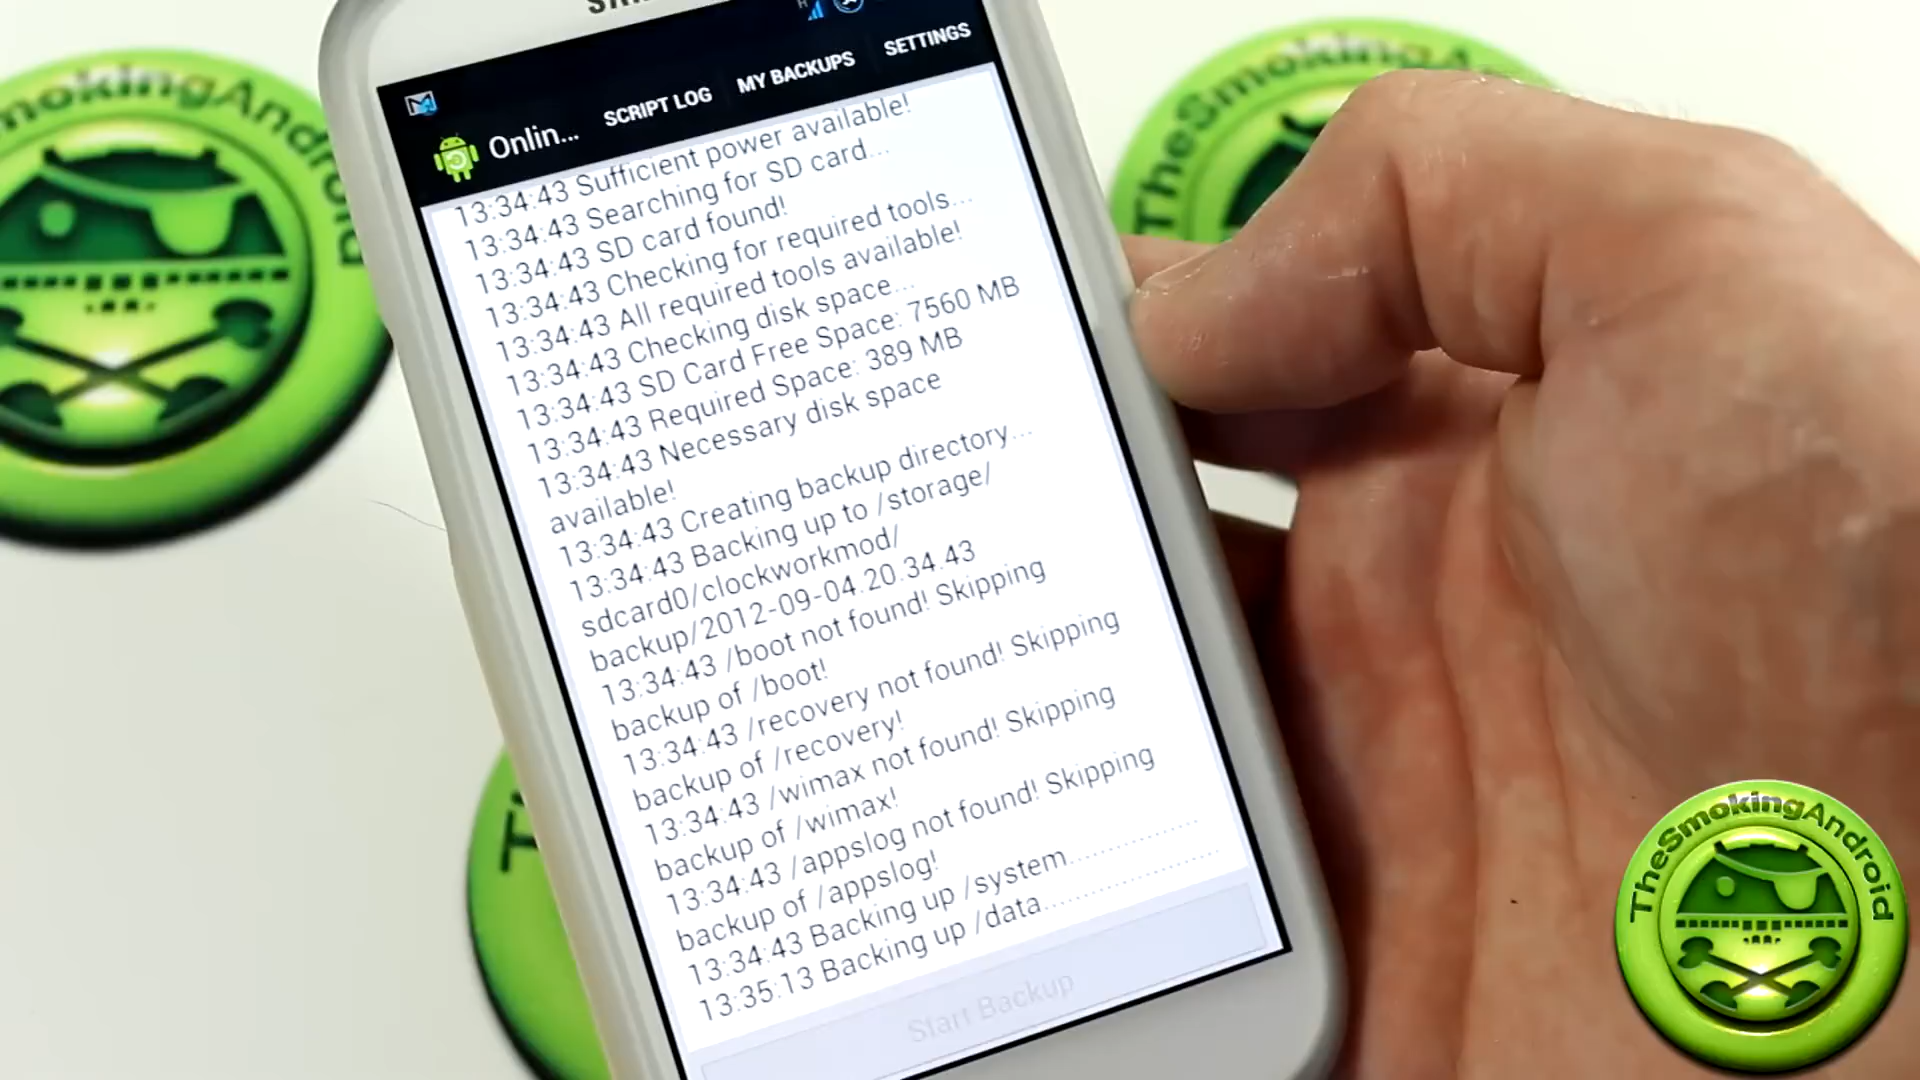 SCRIPT LOG
MY BACKUPS
SETTINGS
Onlin...
13:34:43 Sufficient power available!
13:34:43 Searching for SD card...
13:34:43 SD card found!
13:34:43 Checking for required tools...
13:34:43 All required tools available!
13:34:43 Checking disk space...
13:34:43 SD Card Free Space: 7560 MB
13:34:43 Required Space: 389 MB
13:34:43 Necessary disk space
available!
13:34:43 Creating backup directory...
13:34:43 Backing up to /storage/
sdcard0/clockworkmod/
backup/2012-09-04.20.34.43
13:34:43 /boot not found! Skipping
backup of /boot!
13:34:43 /recovery not found! Skipping
backup of /recovery!
13:34:43 /wimax not found! Skipping
backup of /wimax!
13:34:43 /appslog not found! Skipping
backup of /appslog!
13:34:43 Backing up /system....................
13:35:13 Backing up /data...........................
Start Backup
TheSmokingAndroid